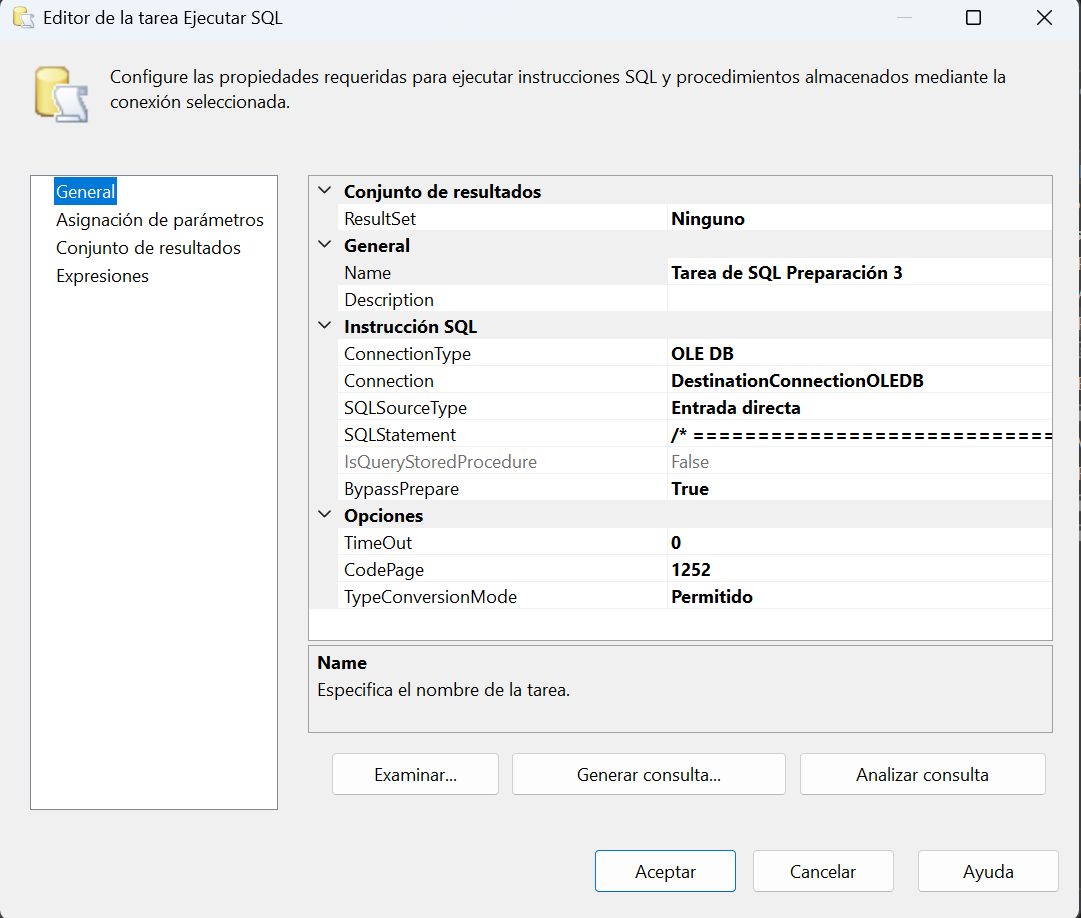 Editor de la tarea Ejecutar SQL
Configure las propiedades requeridas para ejecutar instrucciones SQL y procedimientos almacenados mediante la
conexión seleccionada.
General
Asignación de parámetros
Conjunto de resultados
Expresiones
Conjunto de resultados
ResultSet Ninguno
General
Name Tarea de SQL Preparación 3
Description
Instrucción SQL
ConnectionType OLE DB
Connection DestinationConnectionOLEDB
SQLSourceType Entrada directa
SQLStatement /* ============================
IsQueryStoredProcedure False
BypassPrepare True
Opciones
TimeOut 0
CodePage 1252
TypeConversionMode Permitido
Name
Especifica el nombre de la tarea.
Examinar... Generar consulta... Analizar consulta
Aceptar Cancelar Ayuda